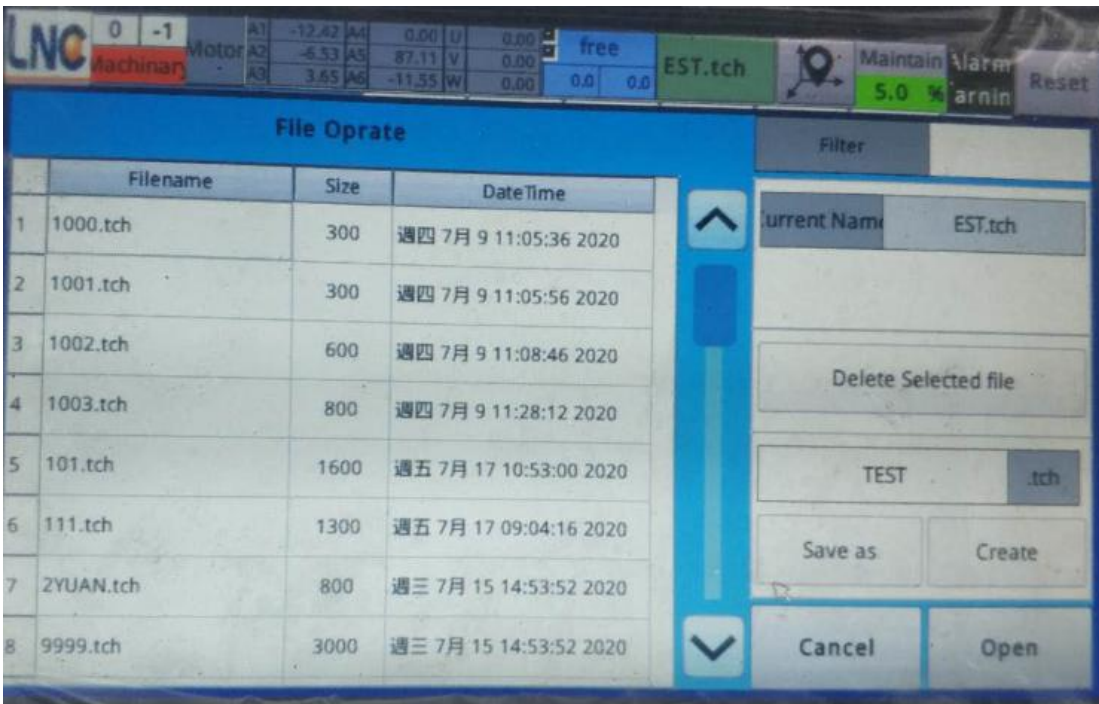 LNC 0 -1 Motor A1 -12.42 A4 0.00 U 0.00 free EST.tch Maintain Alarm Reset
Machinary A2 -6.53 A5 87.11 V 0.00 0.0 0.0 5.0 % arnin
A3 3.65 A6 -11.55 W 0.00
File Oprate
Filter
Filename Size DateTime
1 1000.tch 300 週四 7月 9 11:05:36 2020
2 1001.tch 300 週四 7月 9 11:05:56 2020
3 1002.tch 600 週四 7月 9 11:08:46 2020
4 1003.tch 800 週四 7月 9 11:28:12 2020
5 101.tch 1600 週五 7月 17 10:53:00 2020
6 111.tch 1300 週五 7月 17 09:04:16 2020
7 2YUAN.tch 800 週三 7月 15 14:53:52 2020
8 9999.tch 3000 週三 7月 15 14:53:52 2020
urrent Name EST.tch
Delete Selected file
TEST .tch
Save as Create
Cancel Open